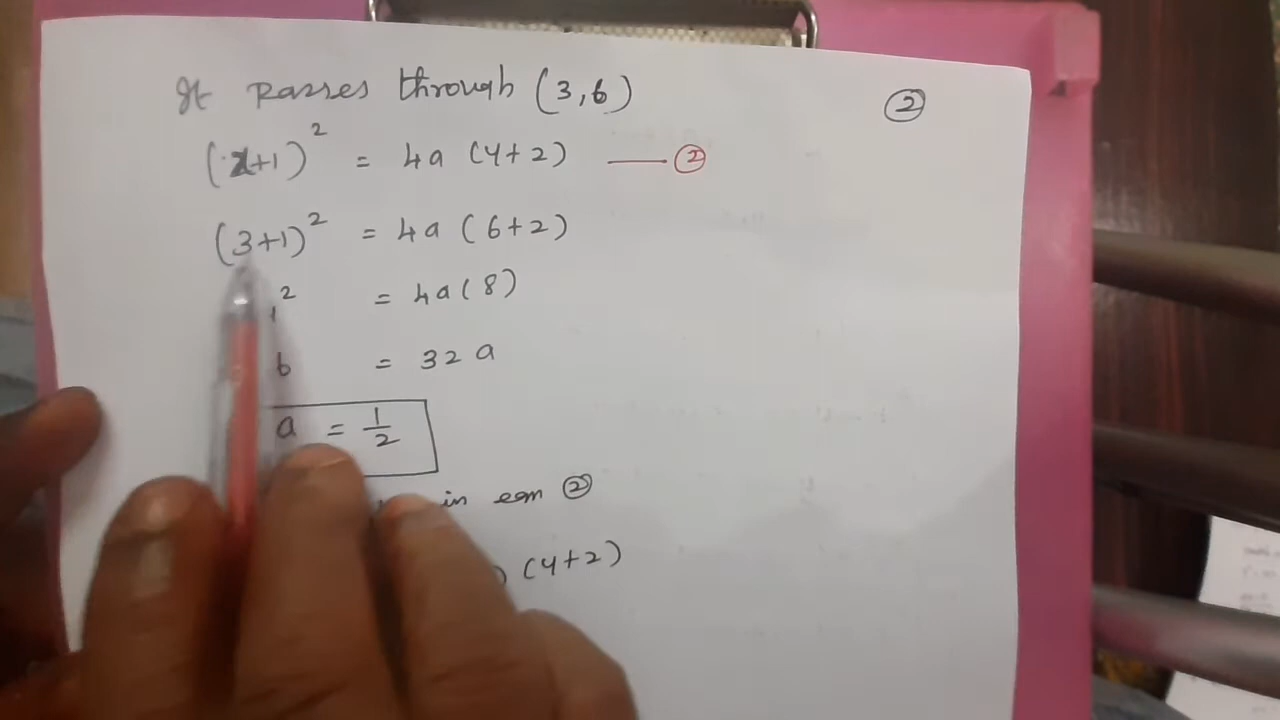 It passes through (3,6) ②
(x+1)² = 4a (y+2) —— ②
(3+1)² = 4a (6+2)
² = 4a(8)
6 = 32 a
a = 1/2
in eqn ②
) (y+2)